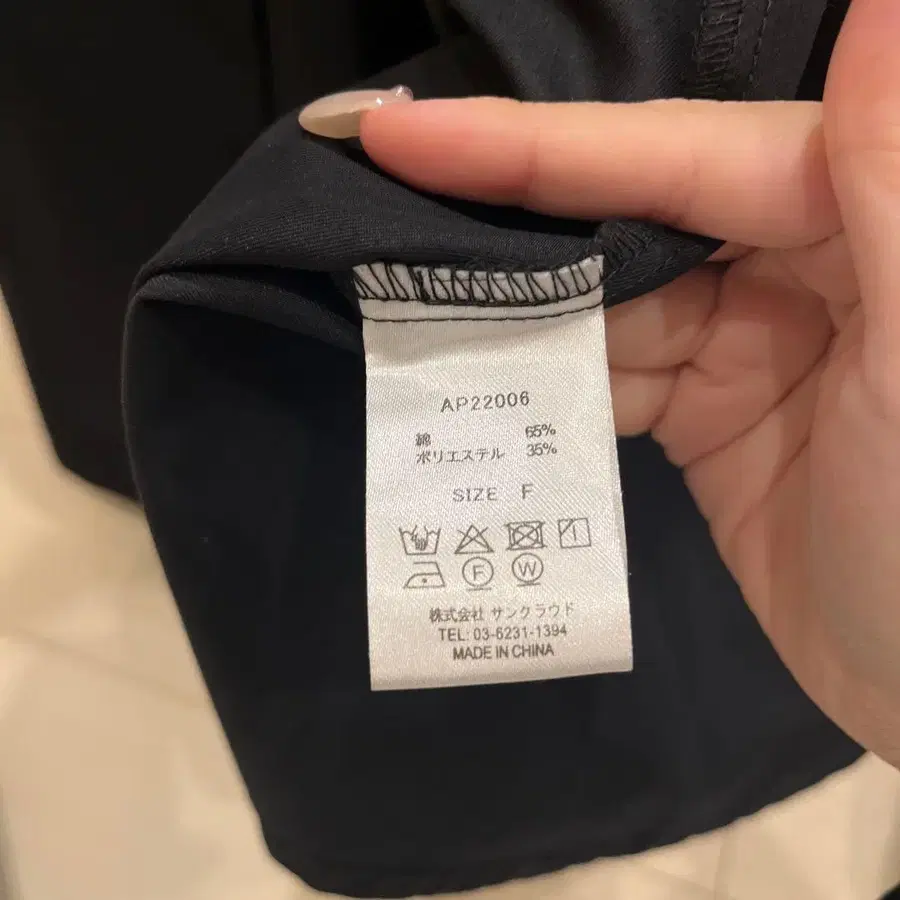 AP22006
綿 65%
ポリエステル 35%
SIZE F
F W
株式会社 サンクラウド
TEL: 03-6231-1394
MADE IN CHINA